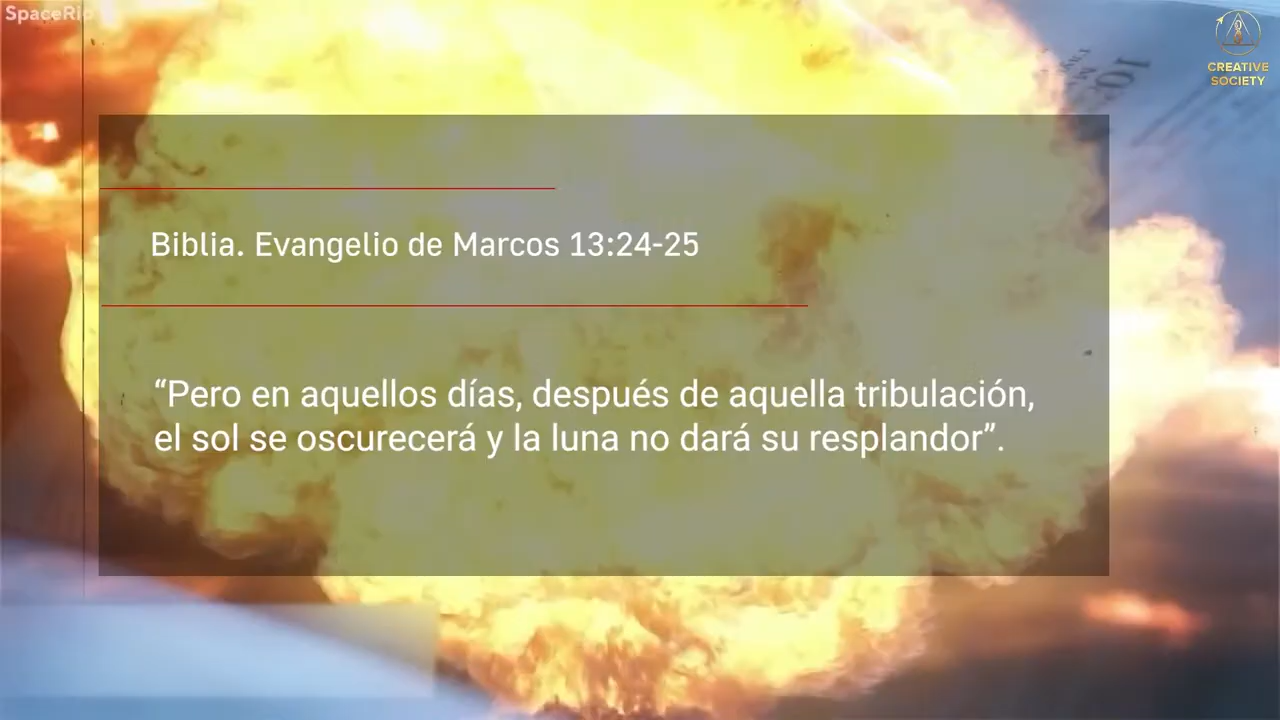 SpaceRip
CREATIVE
SOCIETY
Biblia. Evangelio de Marcos 13:24-25
“Pero en aquellos días, después de aquella tribulación,
el sol se oscurecerá y la luna no dará su resplandor”.